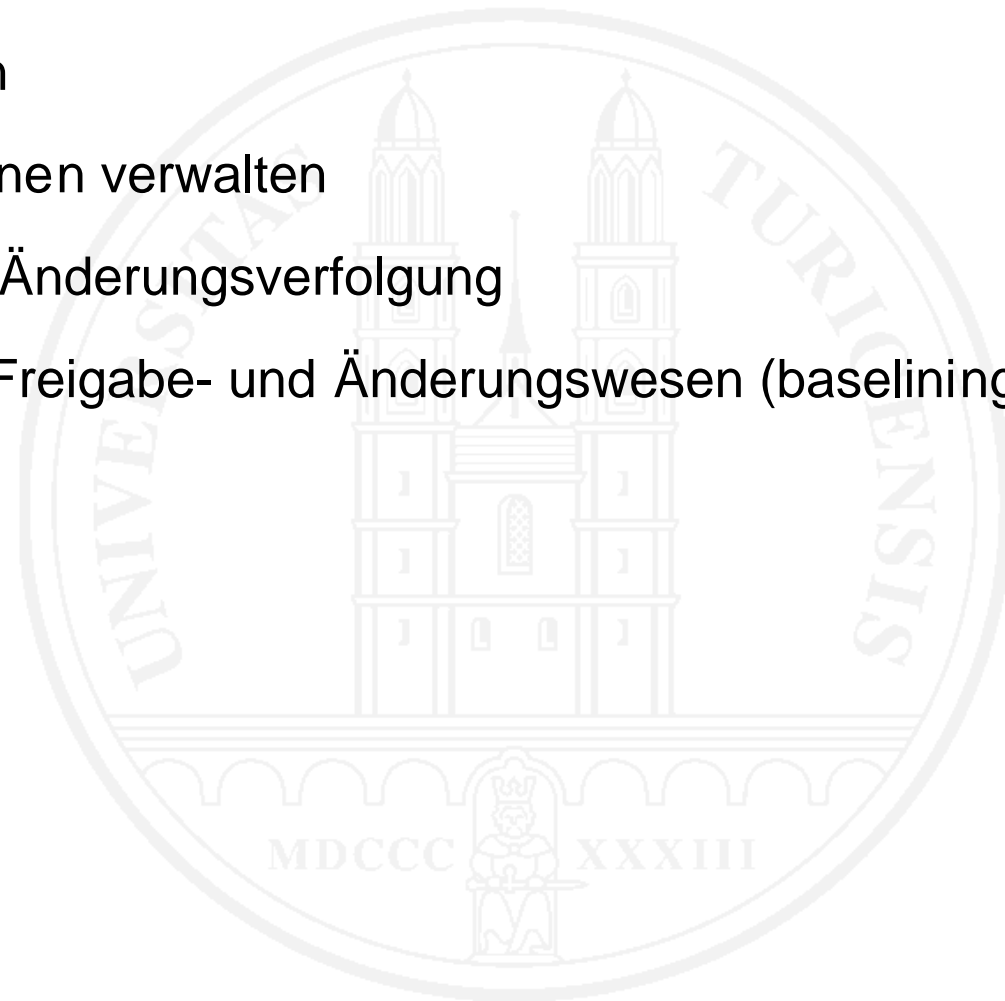 n
nen verwalten
Änderungsverfolgung
Freigabe- und Änderungswesen (baselining
UNIVERSITAS
TURICENSIS
MDCCC XXXIII